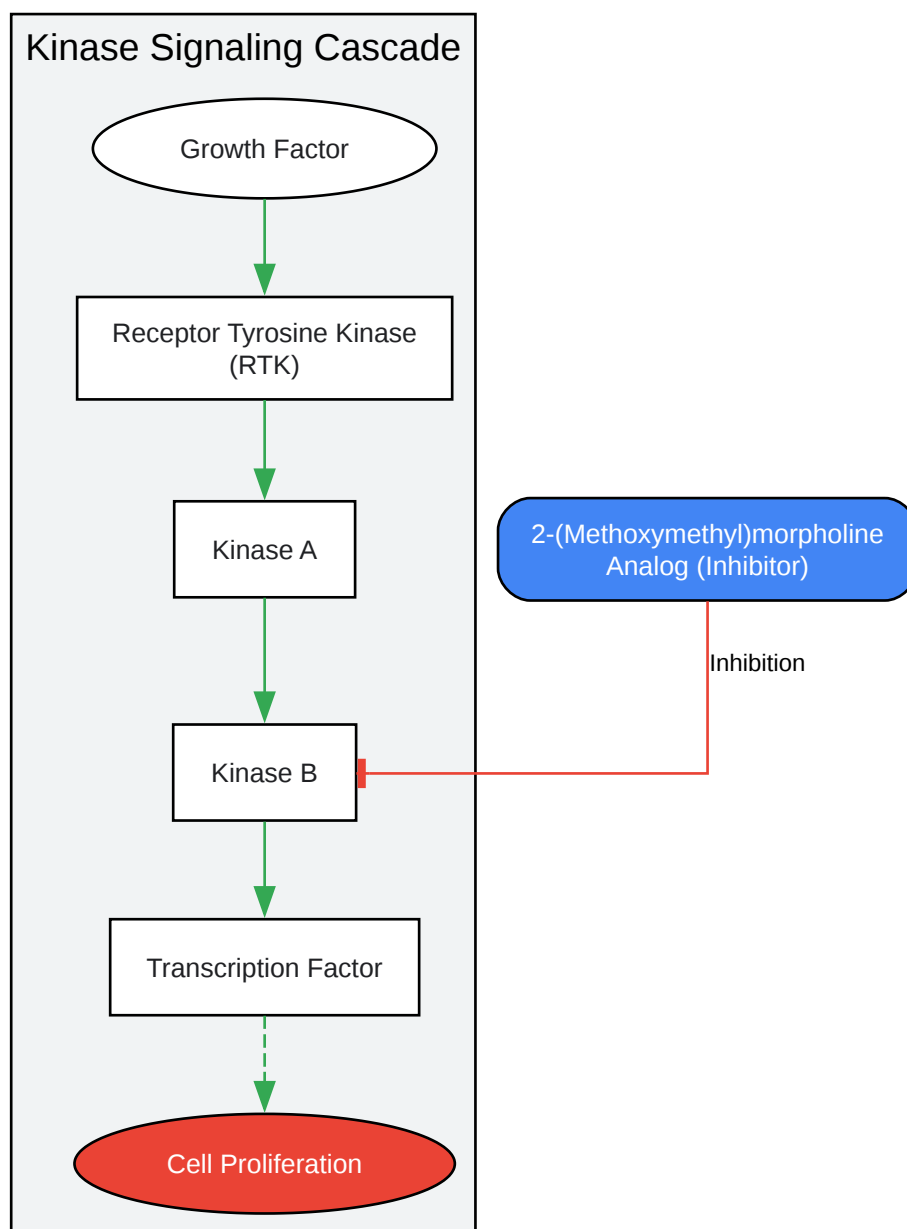 Kinase Signaling Cascade
Growth Factor
Receptor Tyrosine Kinase
(RTK)
Kinase A
2-(Methoxymethyl)morpholine
Analog (Inhibitor)
Inhibition
Kinase B
Transcription Factor
Cell Proliferation